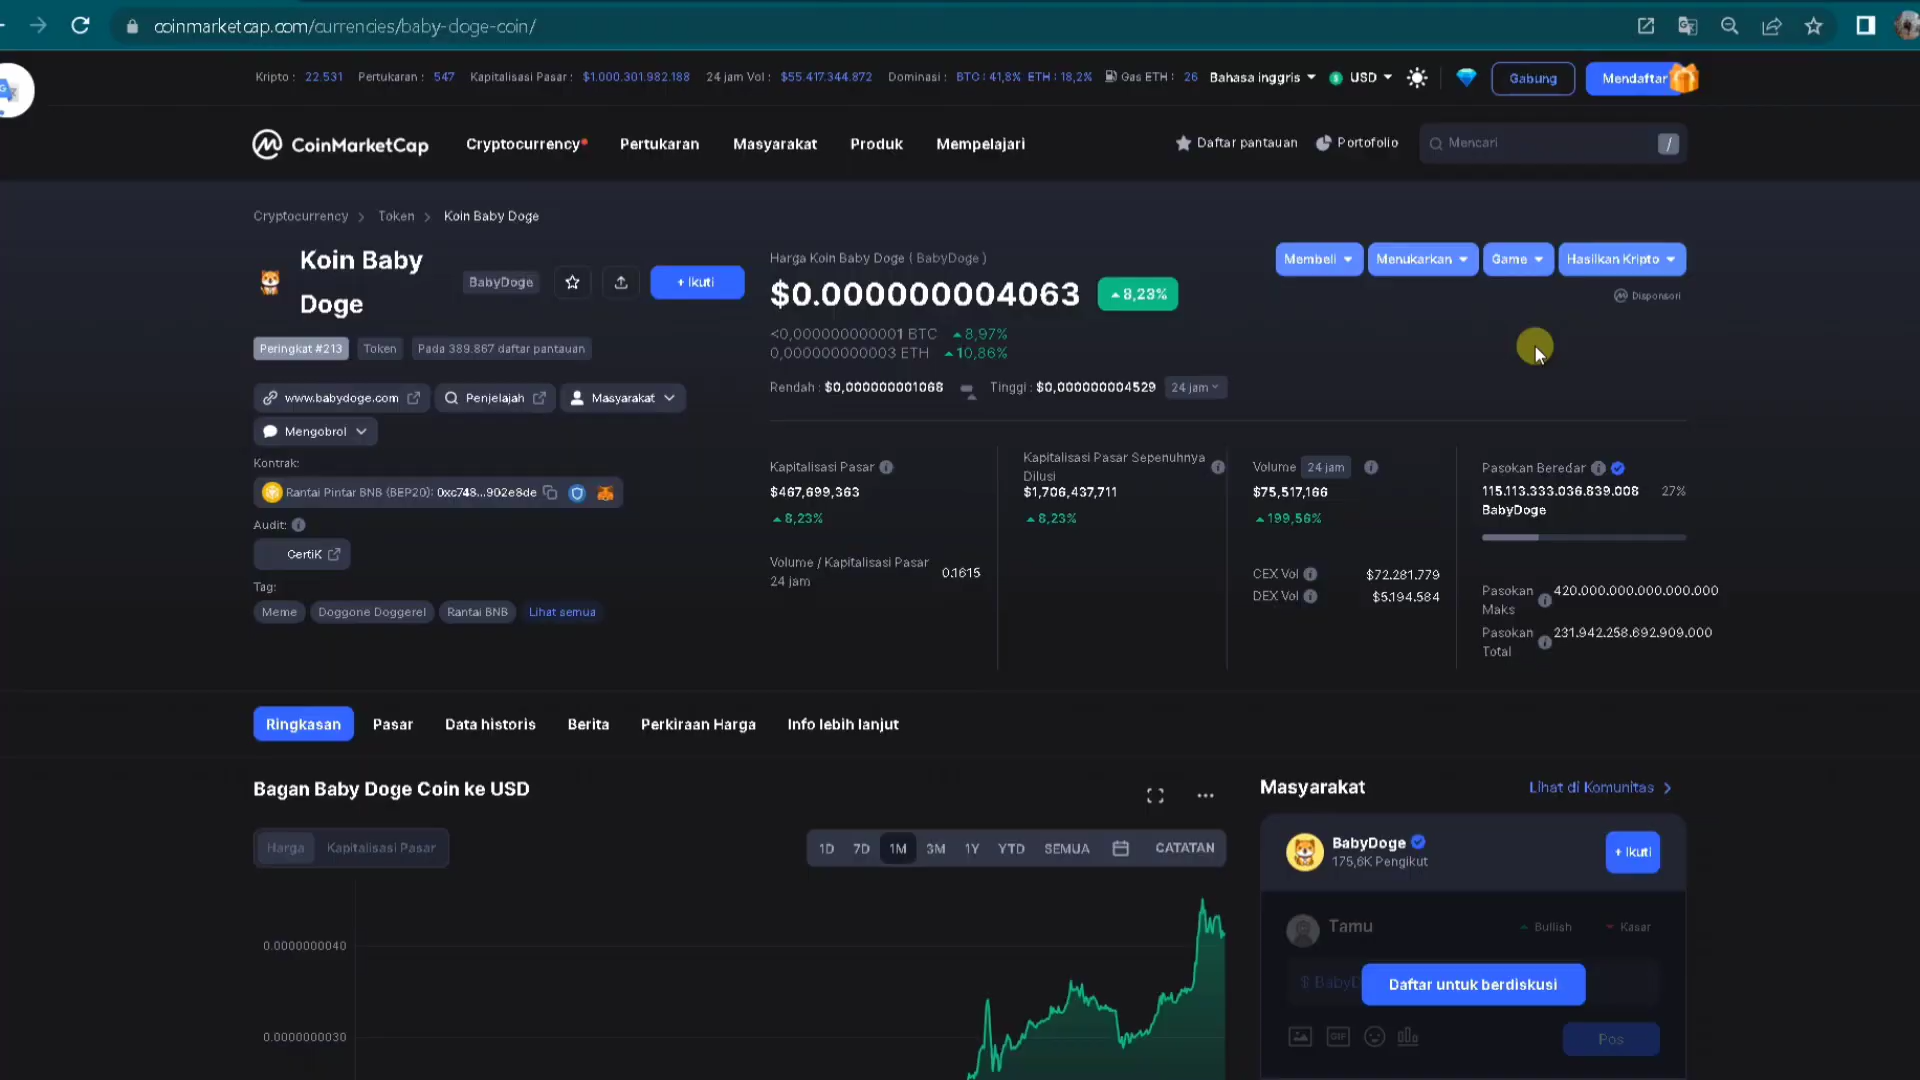 coinmarketcap.com/currencies/baby-doge-coin/
Kripto : 22.531 Pertukaran : 547 Kapitalisasi Pasar : $1.000.301.982.188 24 jam Vol : $55.417.344.872 Dominasi : BTC : 41,8% ETH : 18,2% Gas ETH : 26 Bahasa inggris USD Gabung Mendaftar
CoinMarketCap Cryptocurrency Pertukaran Masyarakat Produk Mempelajari Daftar pantauan Portofolio Mencari /
Cryptocurrency Token Koin Baby Doge
Koin Baby
Doge
BabyDoge + Ikuti
Peringkat #213 Token Pada 389.867 daftar pantauan
www.babydoge.com Penjelajah Masyarakat
Mengobrol
Kontrak:
Rantai Pintar BNB (BEP20): 0xc748...902e8de
Audit:
CertiK
Tag:
Meme Doggone Doggerel Rantai BNB Lihat semua
Harga Koin Baby Doge ( BabyDoge )
$0.000000004063 8,23%
<0,000000000001 BTC 8,97%
0,000000000003 ETH 10,86%
Rendah : $0,000000001068 Tinggi : $0,000000004529 24 jam
Membeli Menukarkan Game Hasilkan Kripto
Disponsori
Kapitalisasi Pasar
$467,699,363
8,23%
Volume / Kapitalisasi Pasar
24 jam
0.1615
Kapitalisasi Pasar Sepenuhnya
Dilusi
$1,706,437,711
8,23%
Volume 24 jam
$75,517,166
199,56%
CEX Vol $72.281.779
DEX Vol $5.194.584
Pasokan Beredar
115.113.333.036.839.008 27%
BabyDoge
Pasokan
Maks
420.000.000.000.000.000
Pasokan
Total
231.942.258.692.909.000
Ringkasan Pasar Data historis Berita Perkiraan Harga Info lebih lanjut
Bagan Baby Doge Coin ke USD
Harga Kapitalisasi Pasar
1D 7D 1M 3M 1Y YTD SEMUA CATATAN
0.0000000040
0.0000000030
Masyarakat Lihat di Komunitas
BabyDoge
175,6K Pengikut
+ Ikuti
Tamu Bullish Kasar
$ BabyD
Daftar untuk berdiskusi
GIF
Pos